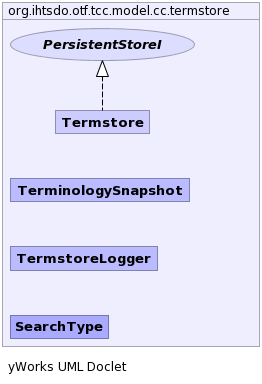 org.ihtsdo.otf.tcc.model.cc.termstore
PersistentStoreI
Termstore
TerminologySnapshot
TermstoreLogger
SearchType
yWorks UML Doclet